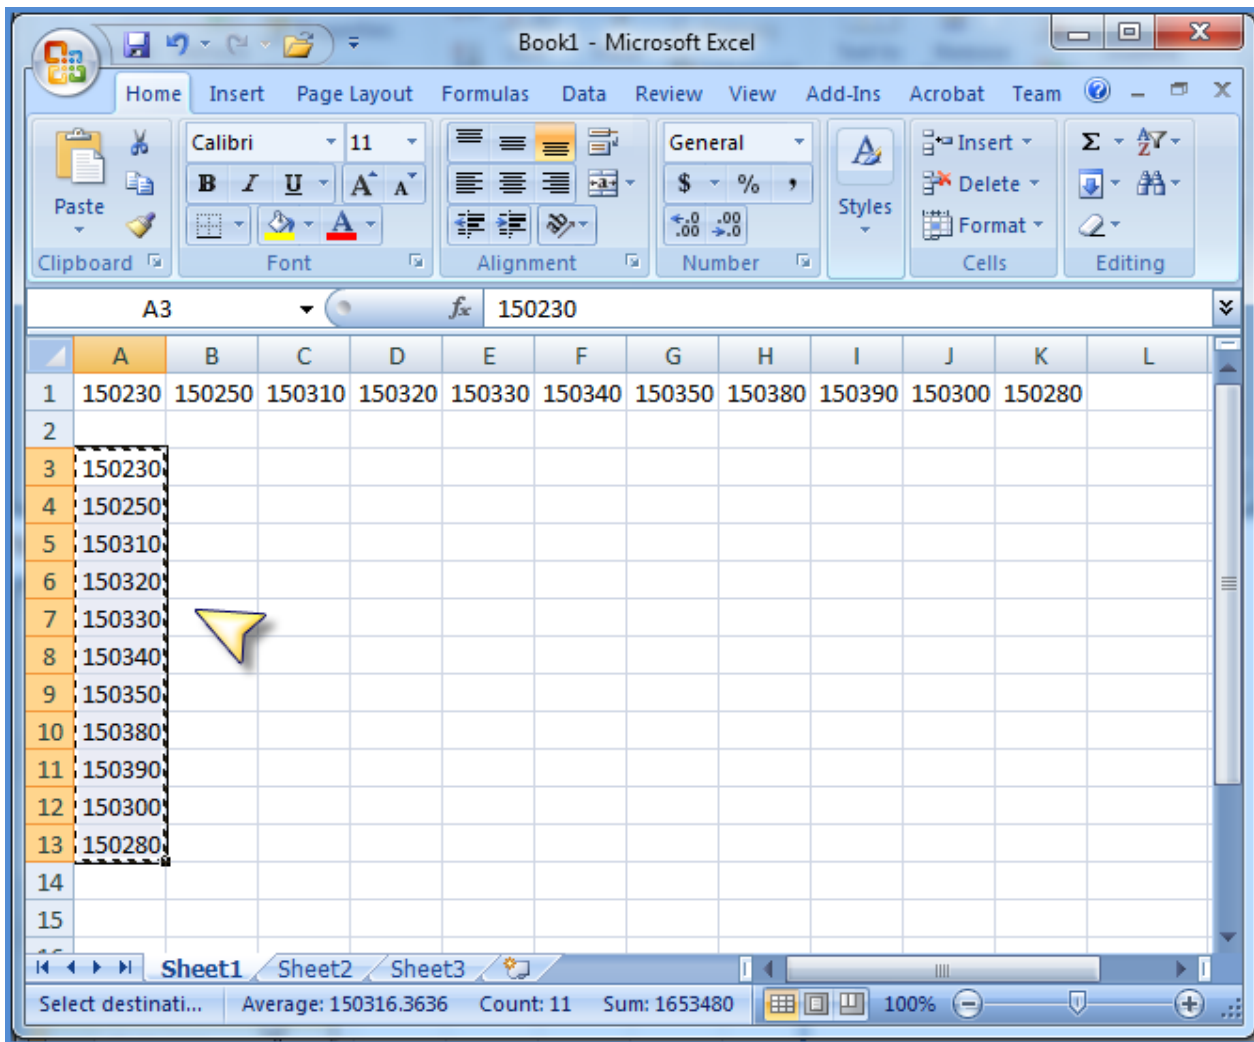 Book1 - Microsoft Excel
Home Insert Page Layout Formulas Data Review View Add-Ins Acrobat Team
Calibri 11 General Insert
B I U A A $ % , Delete
Paste Styles Format
Clipboard Font Alignment Number Cells Editing
A3 fx 150230
A B C D E F G H I J K L
1 150230 150250 150310 150320 150330 150340 150350 150380 150390 150300 150280
2
3 150230
4 150250
5 150310
6 150320
7 150330
8 150340
9 150350
10 150380
11 150390
12 150300
13 150280
14
15
Sheet1 Sheet2 Sheet3
Select destinati... Average: 150316.3636 Count: 11 Sum: 1653480 100%